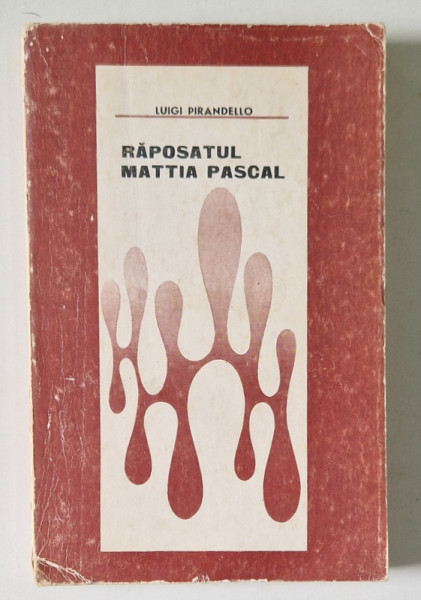 LUIGI PIRANDELLO
RĂPOSATUL
MATTIA PASCAL